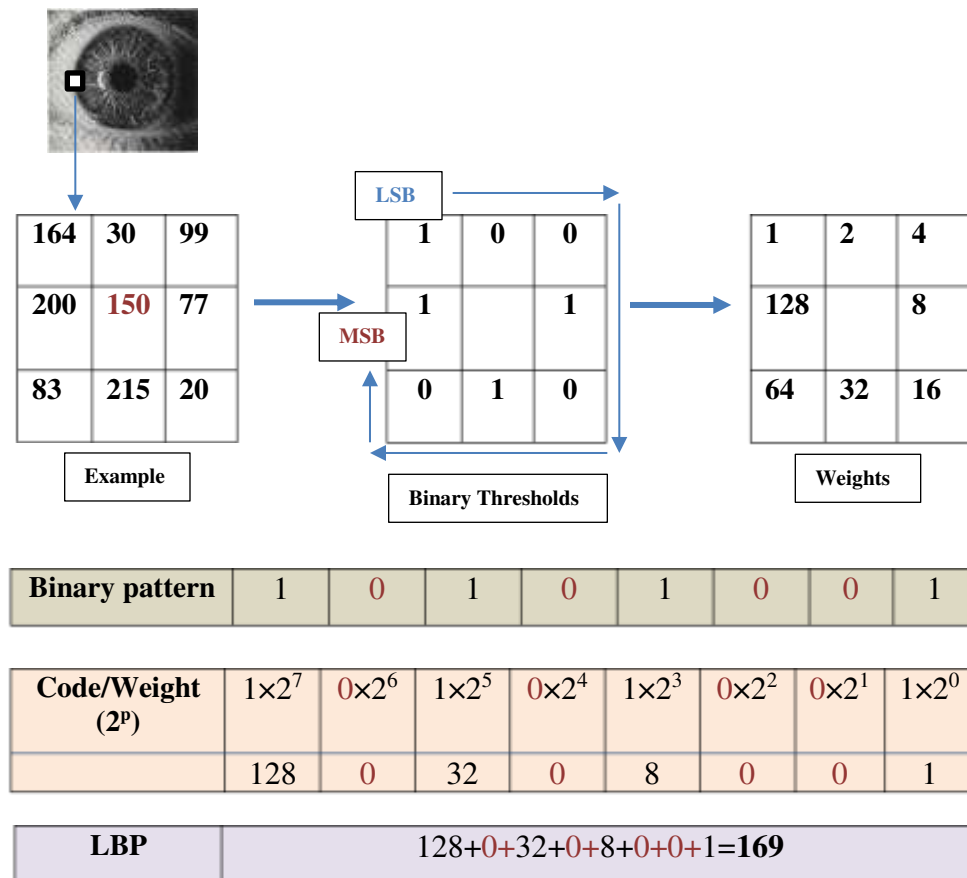 LSB
164 30 99
1 0 0
1 2 4
200 150 77
1 1
128 8
MSB
83 215 20
0 1 0
64 32 16
Example
Binary Thresholds
Weights
Binary pattern 1 0 1 0 1 0 0 1
Code/Weight 1×2⁷ 0×2⁶ 1×2⁵ 0×2⁴ 1×2³ 0×2² 0×2¹ 1×2⁰
(2ᵖ)
128 0 32 0 8 0 0 1
LBP 128+0+32+0+8+0+0+1=169